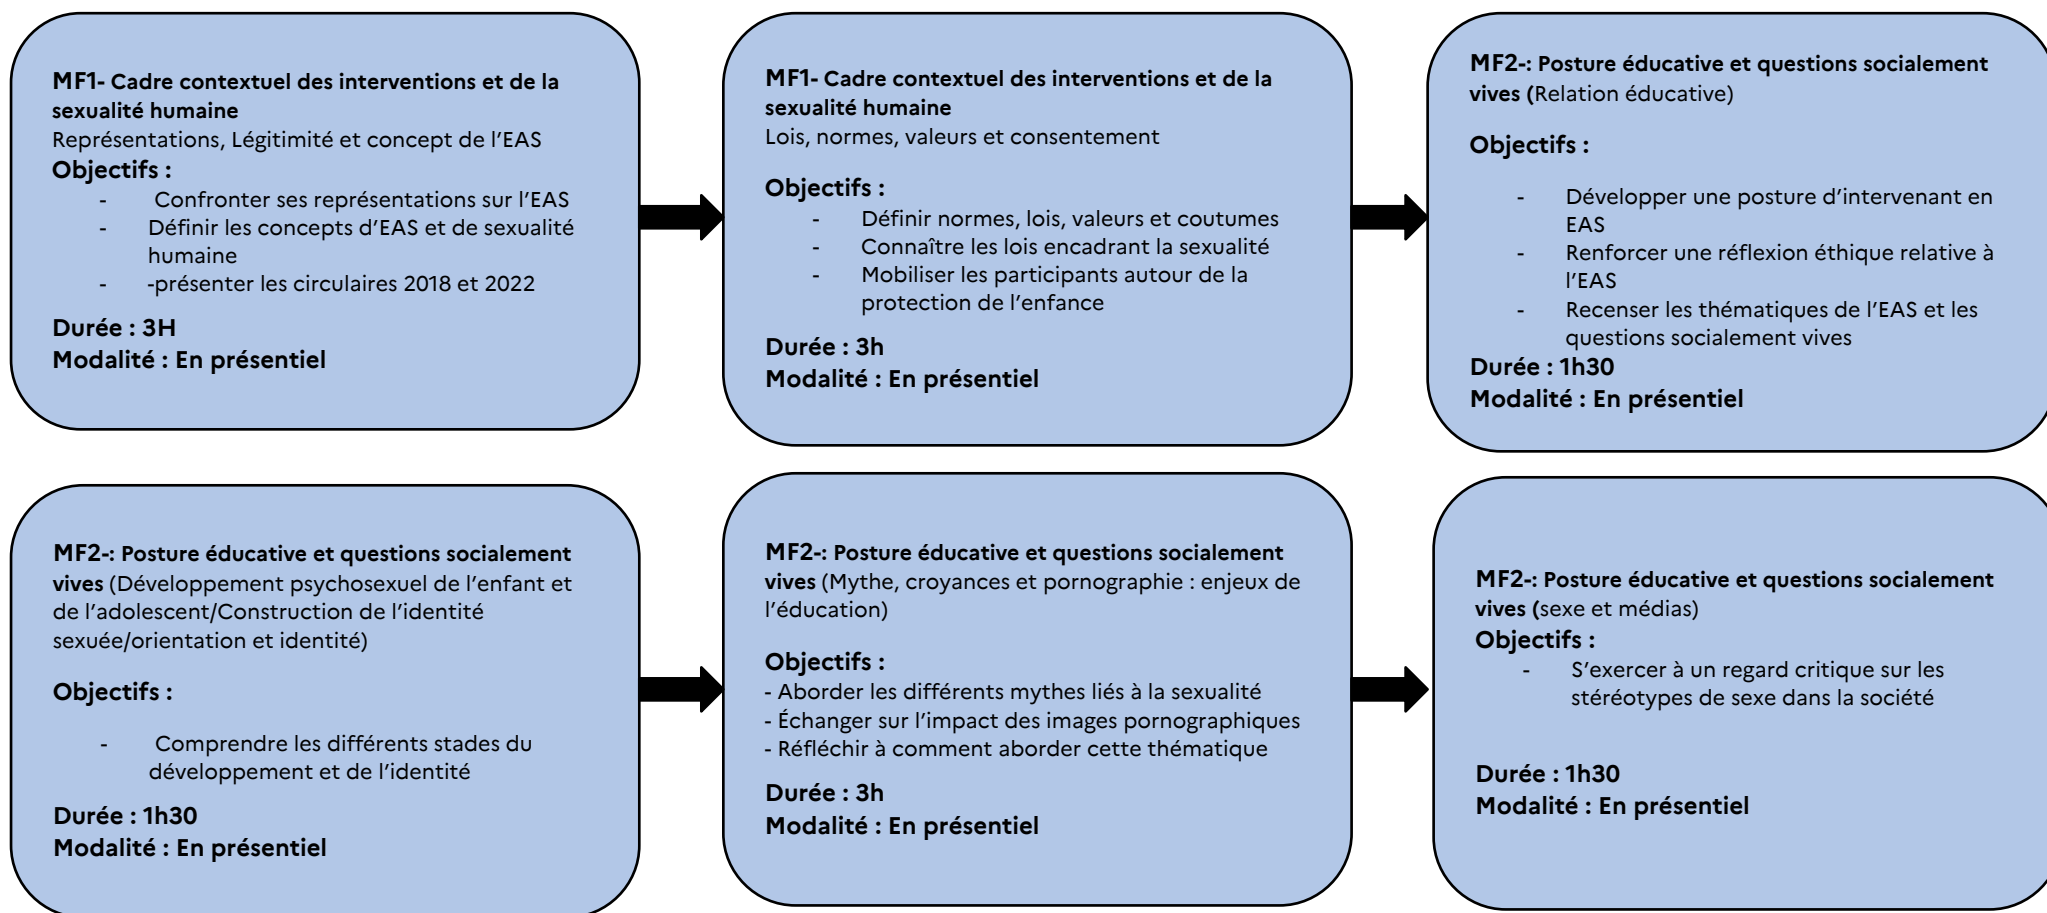 MF1- Cadre contextuel des interventions et de la
sexualité humaine
Représentations, Légitimité et concept de l'EAS
Objectifs :
- Confronter ses représentations sur l'EAS
- Définir les concepts d'EAS et de sexualité
humaine
- -présenter les circulaires 2018 et 2022
Durée : 3H
Modalité : En présentiel
MF1- Cadre contextuel des interventions et de la
sexualité humaine
Lois, normes, valeurs et consentement
Objectifs :
- Définir normes, lois, valeurs et coutumes
- Connaître les lois encadrant la sexualité
- Mobiliser les participants autour de la
protection de l'enfance
Durée : 3h
Modalité : En présentiel
MF2-: Posture éducative et questions socialement
vives (Relation éducative)
Objectifs :
- Développer une posture d'intervenant en
EAS
- Renforcer une réflexion éthique relative à
l'EAS
- Recenser les thématiques de l'EAS et les
questions socialement vives
Durée : 1h30
Modalité : En présentiel
MF2-: Posture éducative et questions socialement
vives (Développement psychosexuel de l'enfant et
de l'adolescent/Construction de l'identité
sexuée/orientation et identité)
Objectifs :
- Comprendre les différents stades du
développement et de l'identité
Durée : 1h30
Modalité : En présentiel
MF2-: Posture éducative et questions socialement
vives (Mythe, croyances et pornographie : enjeux de
l'éducation)
Objectifs :
- Aborder les différents mythes liés à la sexualité
- Échanger sur l'impact des images pornographiques
- Réfléchir à comment aborder cette thématique
Durée : 3h
Modalité : En présentiel
MF2-: Posture éducative et questions socialement
vives (sexe et médias)
Objectifs :
- S'exercer à un regard critique sur les
stéréotypes de sexe dans la société
Durée : 1h30
Modalité : En présentiel